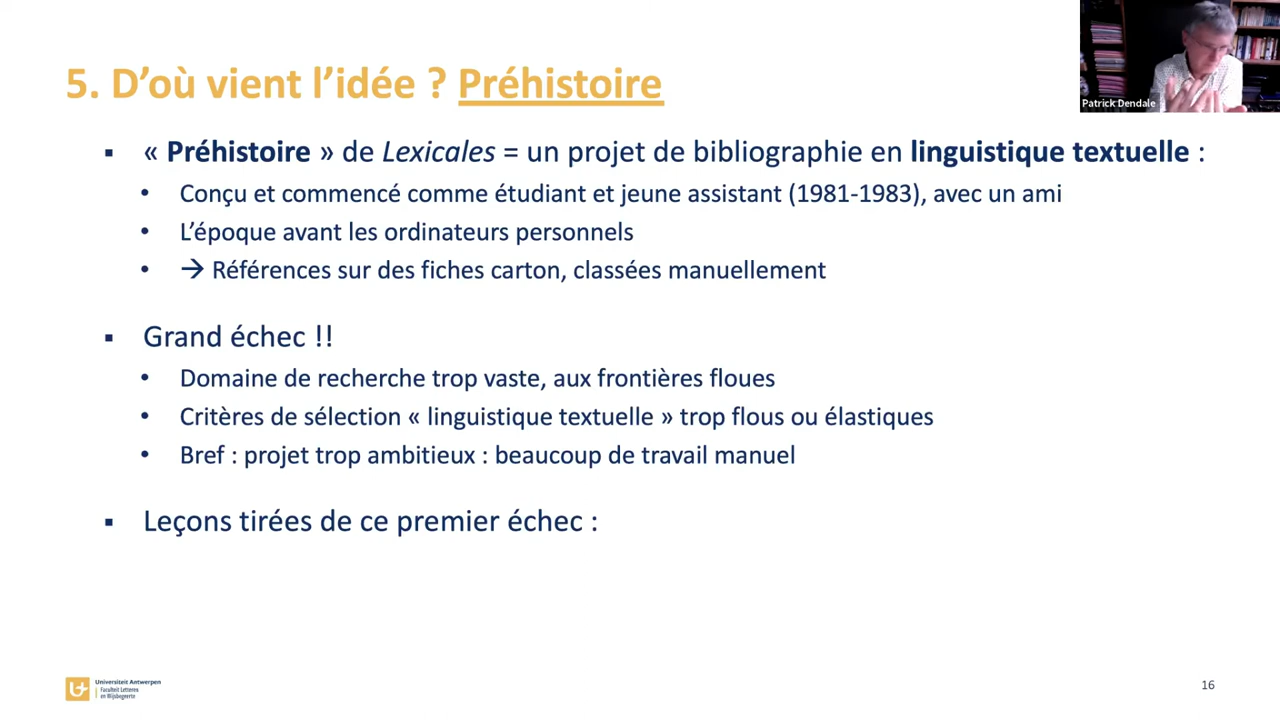 5. D’où vient l’idée ? Préhistoire
Patrick Dendale
▪ « Préhistoire » de Lexicales = un projet de bibliographie en linguistique textuelle :
• Conçu et commencé comme étudiant et jeune assistant (1981-1983), avec un ami
• L’époque avant les ordinateurs personnels
• → Références sur des fiches carton, classées manuellement
▪ Grand échec !!
• Domaine de recherche trop vaste, aux frontières floues
• Critères de sélection « linguistique textuelle » trop flous ou élastiques
• Bref : projet trop ambitieux : beaucoup de travail manuel
▪ Leçons tirées de ce premier échec :
Universiteit Antwerpen
Faculteit Letteren
en Wijsbegeerte
16